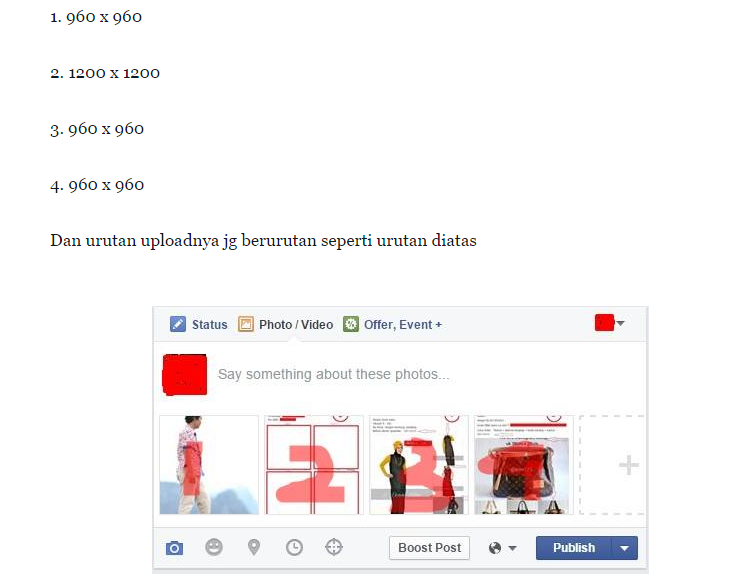 1. 960 x 960
2. 1200 x 1200
3. 960 x 960
4. 960 x 960
Dan urutan uploadnya jg berurutan seperti urutan diatas
Status Photo / Video Offer, Event +
Say something about these photos...
1 2 3 4
Boost Post Publish